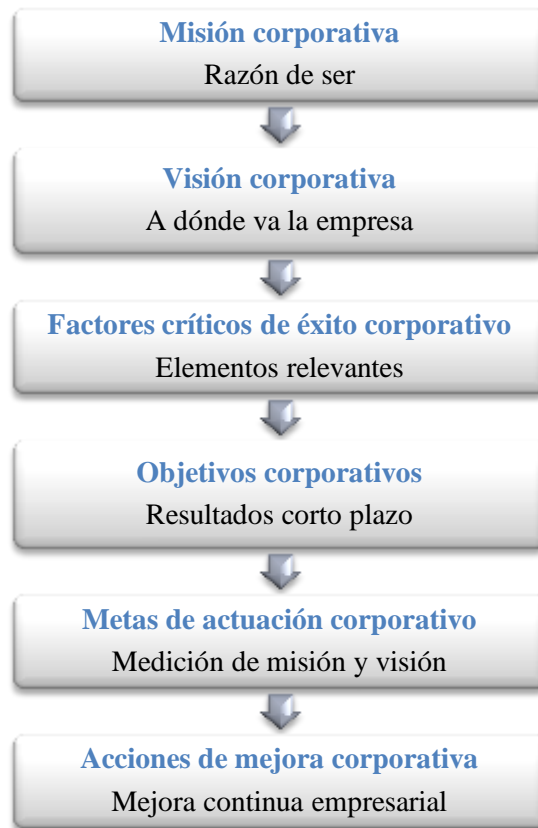 Misión corporativa
Razón de ser
Visión corporativa
A dónde va la empresa
Factores críticos de éxito corporativo
Elementos relevantes
Objetivos corporativos
Resultados corto plazo
Metas de actuación corporativo
Medición de misión y visión
Acciones de mejora corporativa
Mejora continua empresarial